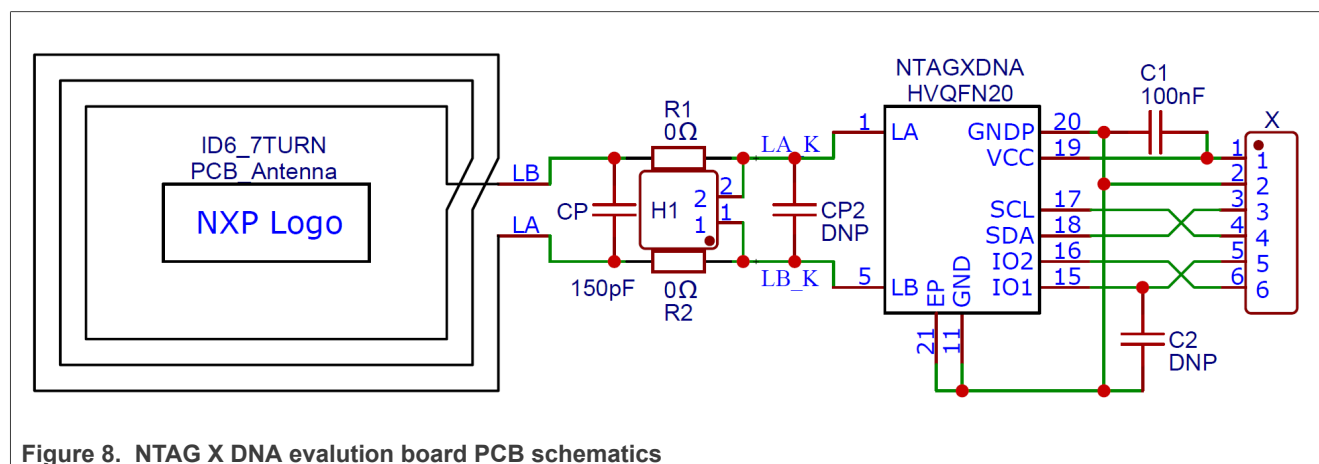 ID6_7TURN
PCB_Antenna
NXP Logo
LB
LA
CP
150pF
R1
0Ω
H1
2
1
2
1
0Ω
R2
LA_K
CP2
DNP
LB_K
NTAGXDNA
HVQFN20
1
LA
5
LB
GNDP
20
VCC
19
SCL
17
SDA
18
IO2
16
IO1
15
EP
GND
21
11
C1
100nF
C2
DNP
X
1
1
2
2
3
3
4
4
5
5
6
6
Figure 8. NTAG X DNA evalution board PCB schematics